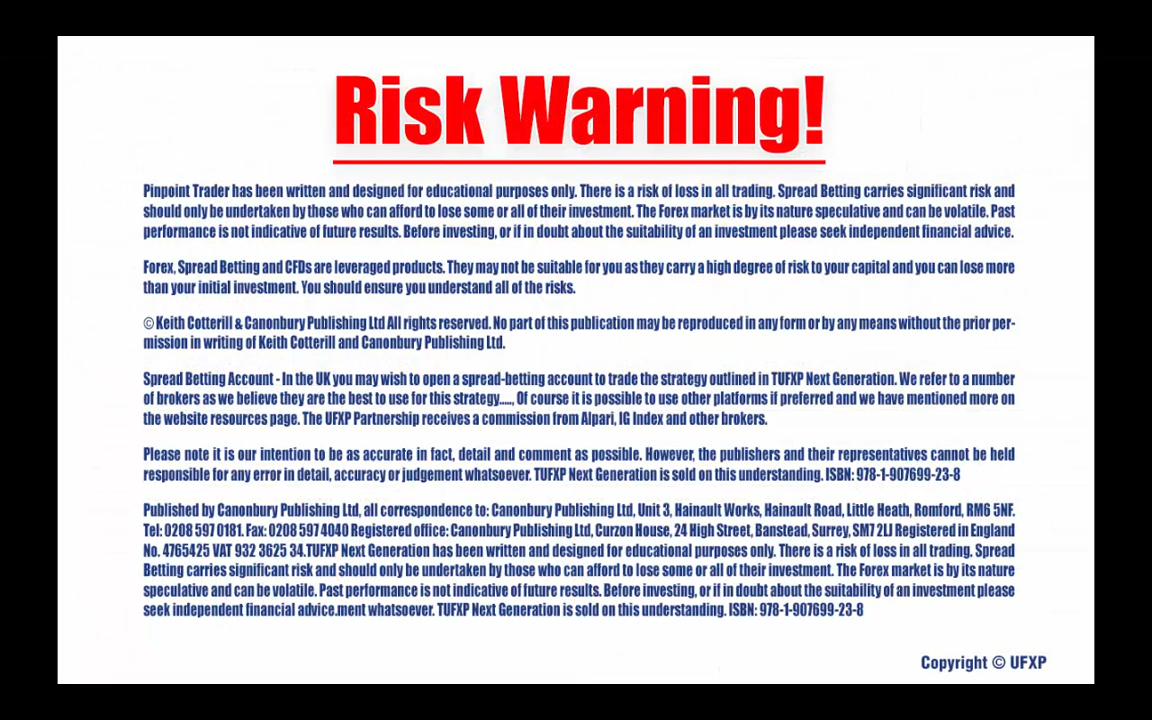 Risk Warning!
Pinpoint Trader has been written and designed for educational purposes only. There is a risk of loss in all trading. Spread Betting carries significant risk and
should only be undertaken by those who can afford to lose some or all of their investment. The Forex market is by its nature speculative and can be volatile. Past
performance is not indicative of future results. Before investing, or if in doubt about the suitability of an investment please seek independent financial advice.
Forex, Spread Betting and CFDs are leveraged products. They may not be suitable for you as they carry a high degree of risk to your capital and you can lose more
than your initial investment. You should ensure you understand all of the risks.
© Keith Cotterill & Canonbury Publishing Ltd All rights reserved. No part of this publication may be reproduced in any form or by any means without the prior per-
mission in writing of Keith Cotterill and Canonbury Publishing Ltd.
Spread Betting Account - In the UK you may wish to open a spread-betting account to trade the strategy outlined in TUFXP Next Generation. We refer to a number
of brokers as we believe they are the best to use for this strategy....., Of course it is possible to use other platforms if preferred and we have mentioned more on
the website resources page. The UFXP Partnership receives a commission from Alpari, IG Index and other brokers.
Please note it is our intention to be as accurate in fact, detail and comment as possible. However, the publishers and their representatives cannot be held
responsible for any error in detail, accuracy or judgement whatsoever. TUFXP Next Generation is sold on this understanding. ISBN: 978-1-907699-23-8
Published by Canonbury Publishing Ltd, all correspondence to: Canonbury Publishing Ltd, Unit 3, Hainault Works, Hainault Road, Little Heath, Romford, RM6 5NF.
Tel: 0208 597 0181. Fax: 0208 597 4040 Registered office: Canonbury Publishing Ltd, Curzon House, 24 High Street, Banstead, Surrey, SM7 2LJ Registered in England
No. 4765425 VAT 932 3625 34.TUFXP Next Generation has been written and designed for educational purposes only. There is a risk of loss in all trading. Spread
Betting carries significant risk and should only be undertaken by those who can afford to lose some or all of their investment. The Forex market is by its nature
speculative and can be volatile. Past performance is not indicative of future results. Before investing, or if in doubt about the suitability of an investment please
seek independent financial advice.ment whatsoever. TUFXP Next Generation is sold on this understanding. ISBN: 978-1-907699-23-8
Copyright © UFXP